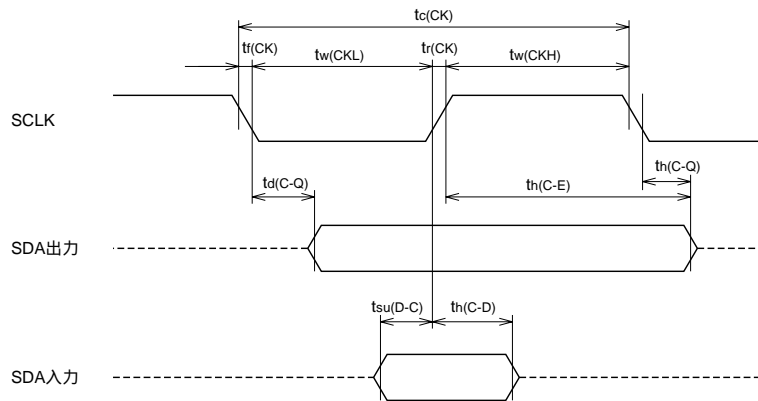 tc(CK)
tf(CK) tw(CKL) tr(CK) tw(CKH)
SCLK
td(C-Q) th(C-E) th(C-Q)
SDA出力
tsu(D-C) th(C-D)
SDA入力